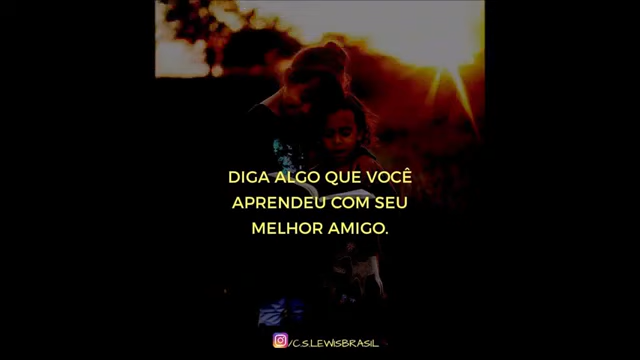 DIGA ALGO QUE VOCÊ
APRENDEU COM SEU
MELHOR AMIGO.
/C.S.LEWISBRASIL